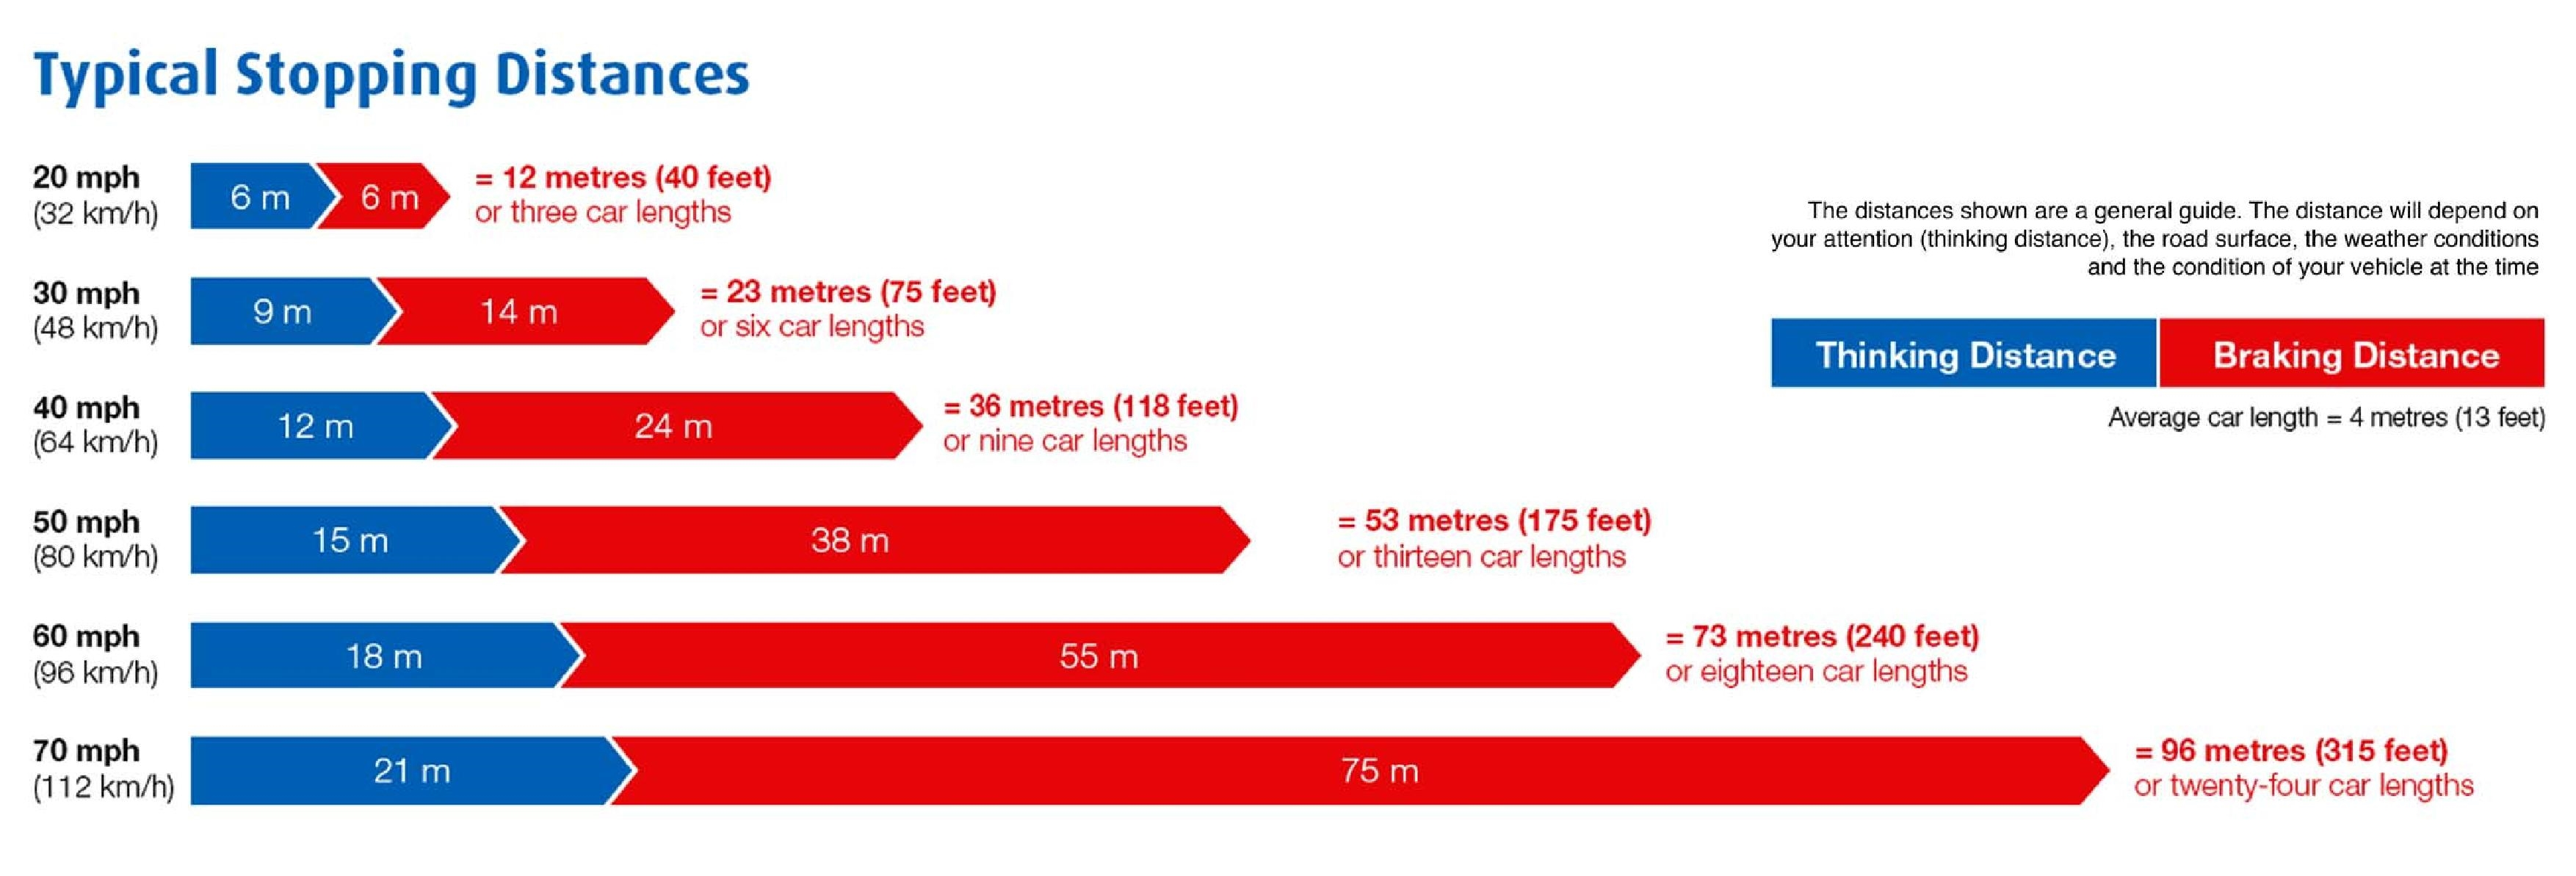 Typical Stopping Distances
20 mph
(32 km/h)
6 m
6 m
= 12 metres (40 feet)
or three car lengths
30 mph
(48 km/h)
9 m
14 m
= 23 metres (75 feet)
or six car lengths
40 mph
(64 km/h)
12 m
24 m
= 36 metres (118 feet)
or nine car lengths
50 mph
(80 km/h)
15 m
38 m
= 53 metres (175 feet)
or thirteen car lengths
60 mph
(96 km/h)
18 m
55 m
= 73 metres (240 feet)
or eighteen car lengths
70 mph
(112 km/h)
21 m
75 m
= 96 metres (315 feet)
or twenty-four car lengths
The distances shown are a general guide. The distance will depend on
your attention (thinking distance), the road surface, the weather conditions
and the condition of your vehicle at the time
Thinking Distance
Braking Distance
Average car length = 4 metres (13 feet)